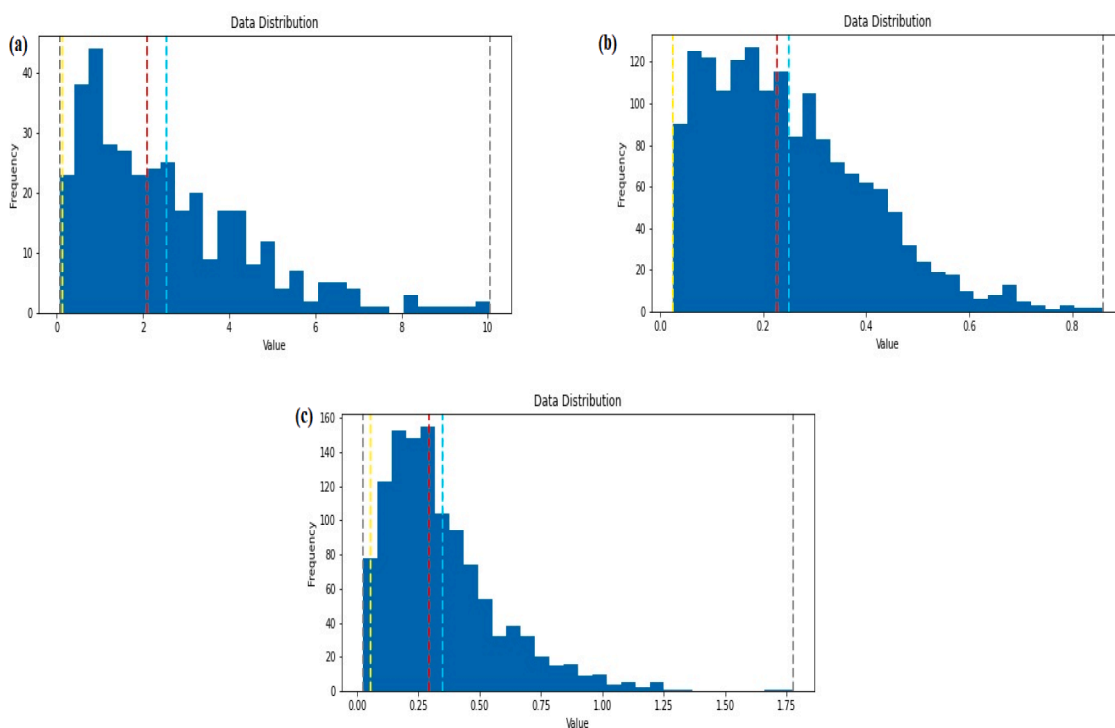 (a)
Data Distribution
Frequency
40
30
20
10
0
0 2 4 6 8 10
Value
(b)
Data Distribution
Frequency
120
100
80
60
40
20
0
0.0 0.2 0.4 0.6 0.8
Value
(c)
Data Distribution
Frequency
160
140
120
100
80
60
40
20
0
0.00 0.25 0.50 0.75 1.00 1.25 1.50 1.75
Value